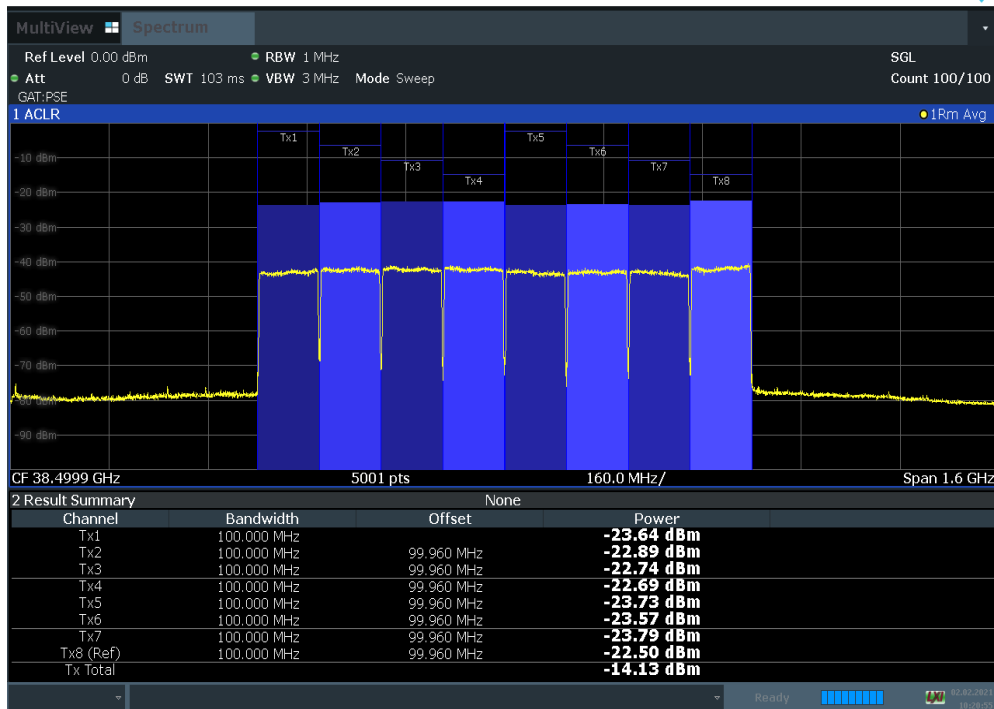 MultiView Spectrum
Ref Level 0.00 dBm RBW 1 MHz SGL
Att 0 dB SWT 103 ms VBW 3 MHz Mode Sweep Count 100/100
GAT:PSE
1 ACLR 1Rm Avg
Tx1 Tx5
Tx2 Tx6
-10 dBm
Tx3 Tx7
Tx4 Tx8
-20 dBm
-30 dBm
-40 dBm
-50 dBm
-60 dBm
-70 dBm
-80 dBm
-90 dBm
CF 38.4999 GHz 5001 pts 160.0 MHz/ Span 1.6 GHz
2 Result Summary None
Channel Bandwidth Offset Power
Tx1 100.000 MHz -23.64 dBm
Tx2 100.000 MHz 99.960 MHz -22.89 dBm
Tx3 100.000 MHz 99.960 MHz -22.74 dBm
Tx4 100.000 MHz 99.960 MHz -22.69 dBm
Tx5 100.000 MHz 99.960 MHz -23.73 dBm
Tx6 100.000 MHz 99.960 MHz -23.57 dBm
Tx7 100.000 MHz 99.960 MHz -23.79 dBm
Tx8 (Ref) 100.000 MHz 99.960 MHz -22.50 dBm
Tx Total -14.13 dBm
Ready 02.02.2021
10:20:55